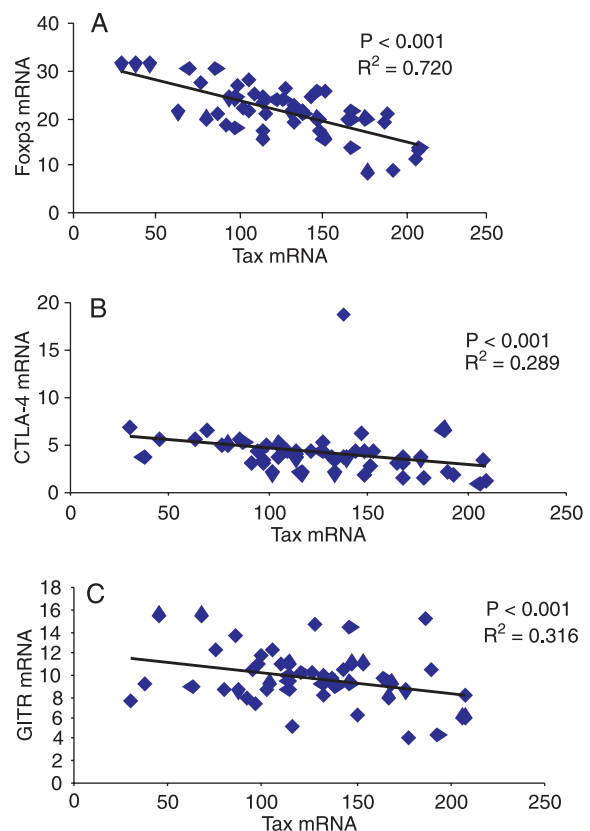 A
P < 0.001
R² = 0.720
Foxp3 mRNA
40
30
20
10
0
0 50 100 150 200 250
Tax mRNA
B
P < 0.001
R² = 0.289
CTLA-4 mRNA
20
15
10
5
0
0 50 100 150 200 250
Tax mRNA
C
P < 0.001
R² = 0.316
GITR mRNA
18
16
14
12
10
8
6
4
2
0
0 50 100 150 200 250
Tax mRNA